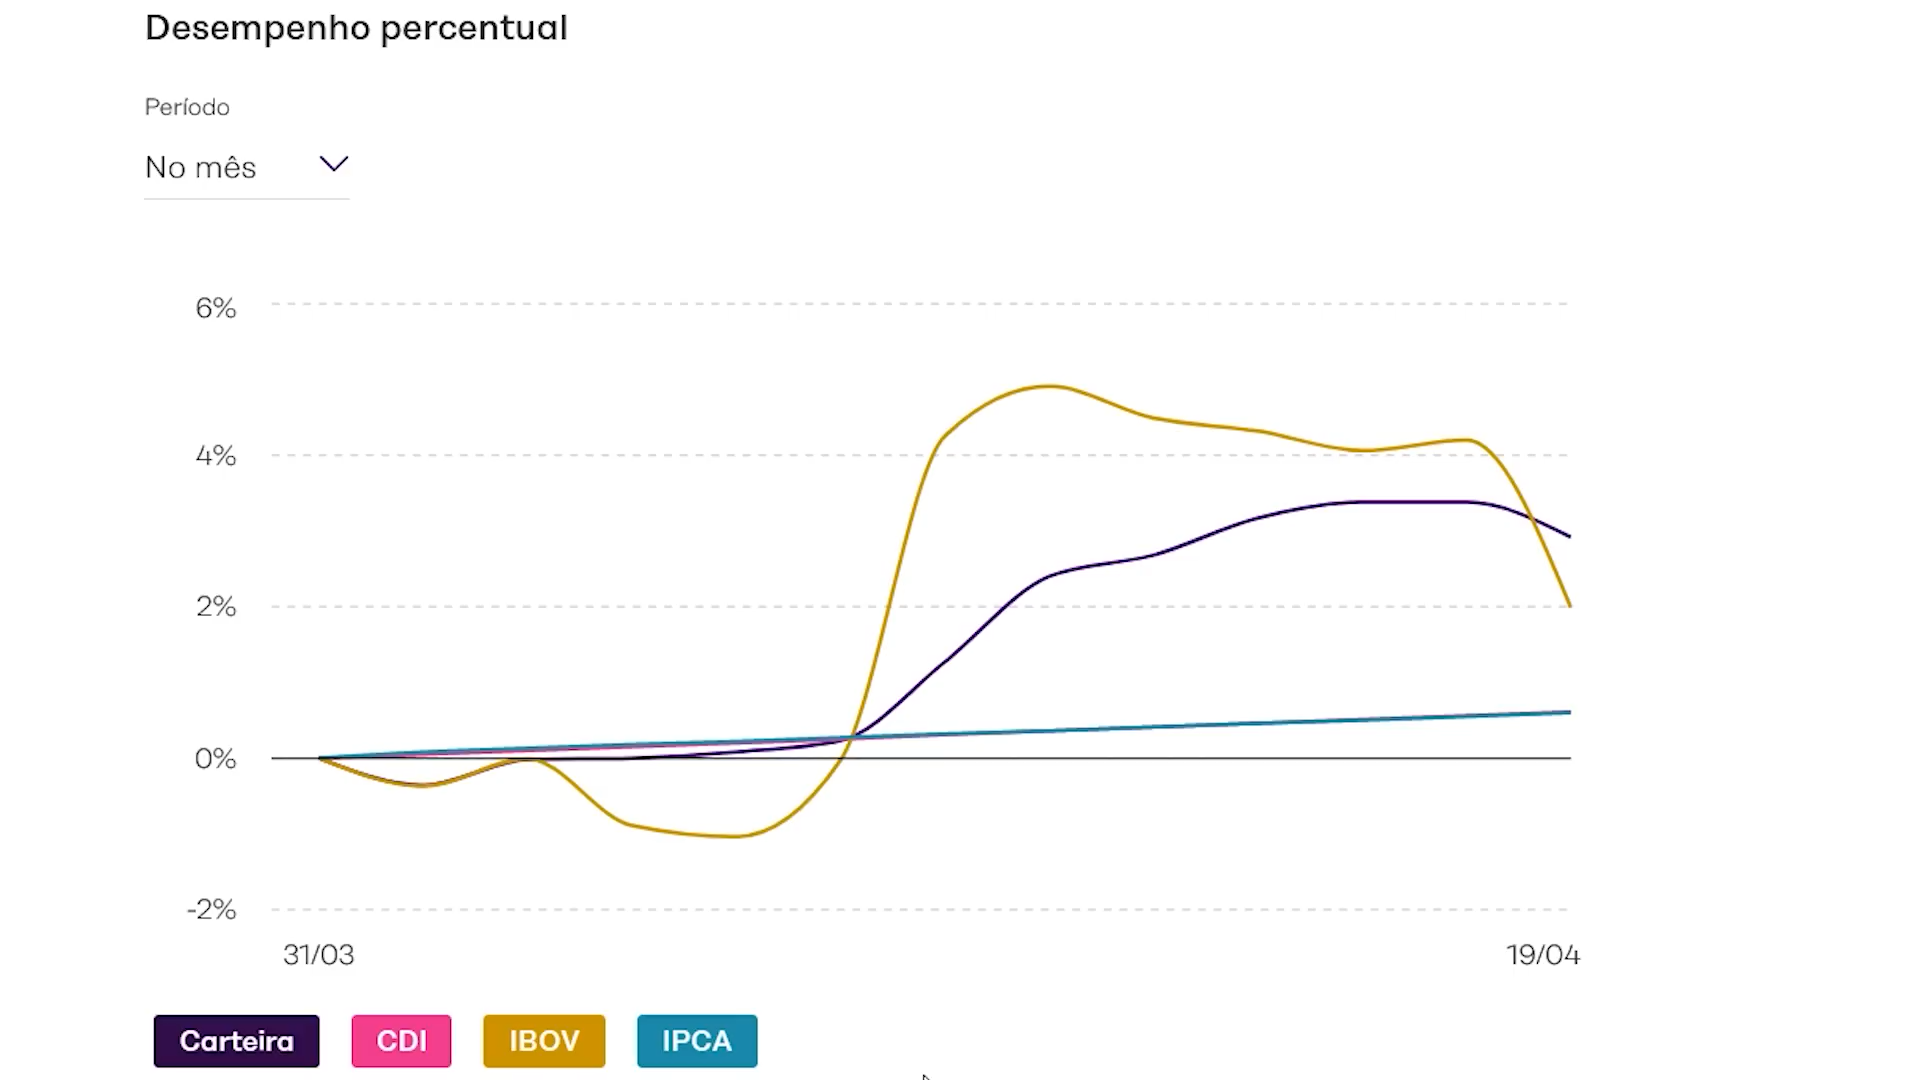 Desempenho percentual
Período
No mês
6%
4%
2%
0%
-2%
31/03 19/04
Carteira CDI IBOV IPCA